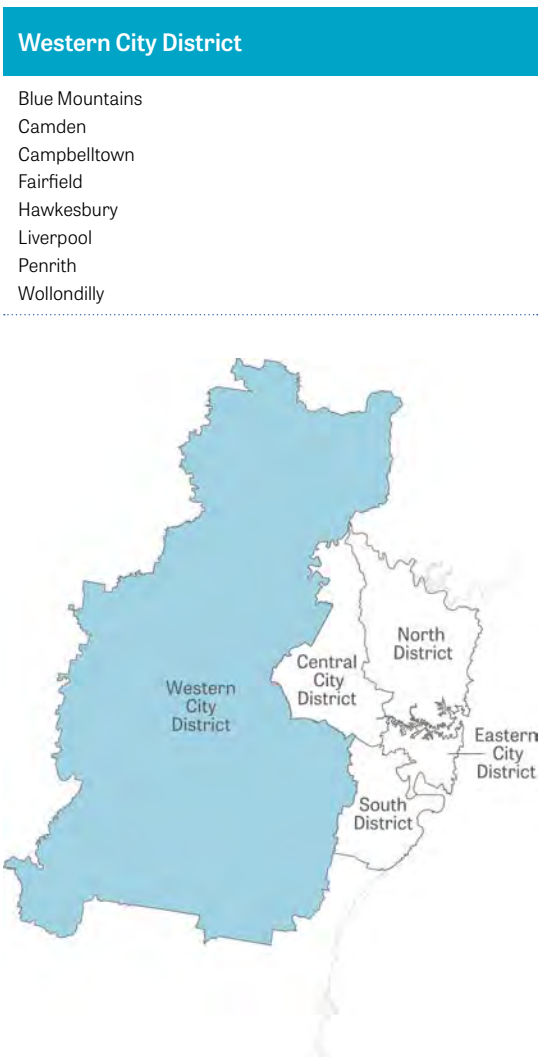 Western City District
Blue Mountains
Camden
Campbelltown
Fairfield
Hawkesbury
Liverpool
Penrith
Wollondilly
North
District
Central
City
District
Western
City
District
Eastern
City
District
South
District